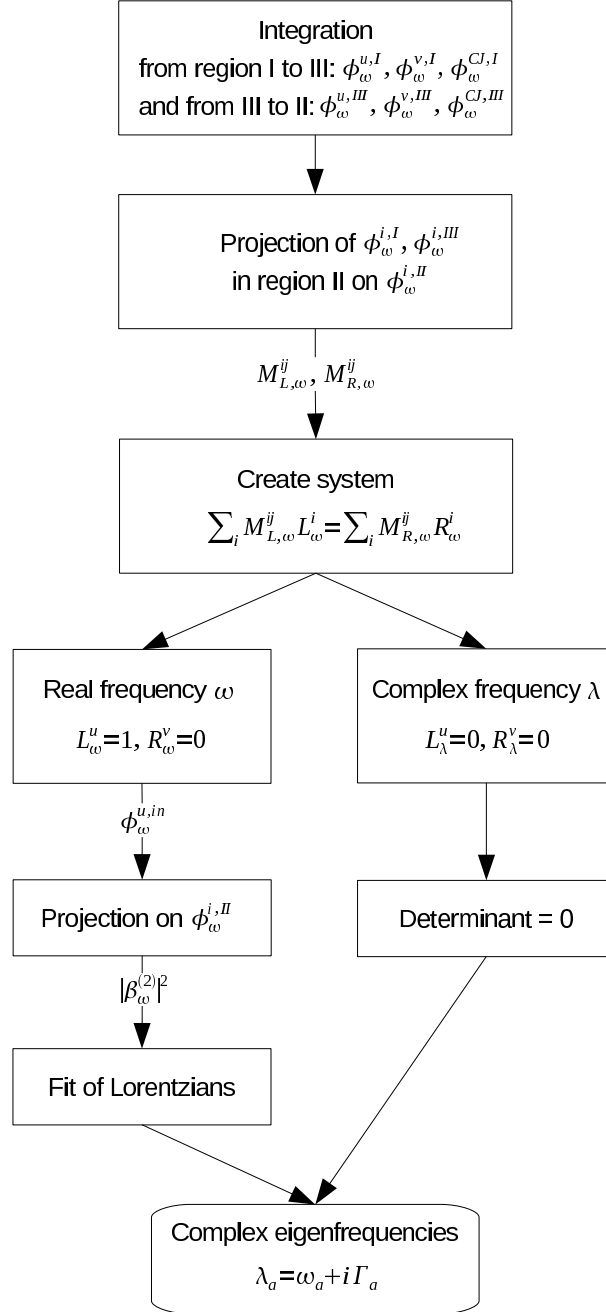 Integration
from region I to III: ϕ_ω^{u,I}, ϕ_ω^{v,I}, ϕ_ω^{CJ,I}
and from III to II: ϕ_ω^{u,III}, ϕ_ω^{v,III}, ϕ_ω^{CJ,III}
Projection of ϕ_ω^{i,I}, ϕ_ω^{i,III}
in region II on ϕ_ω^{i,II}
M_{L,ω}^{ij}, M_{R,ω}^{ij}
Create system
∑_i M_{L,ω}^{ij} L_ω^i=∑_i M_{R,ω}^{ij} R_ω^i
Real frequency ω
L_ω^u=1, R_ω^v=0
Complex frequency λ
L_λ^u=0, R_λ^v=0
ϕ_ω^{u,in}
Projection on ϕ_ω^{i,II}
Determinant = 0
|β_ω^{(2)}|^2
Fit of Lorentzians
Complex eigenfrequencies
λ_a=ω_a+i Γ_a